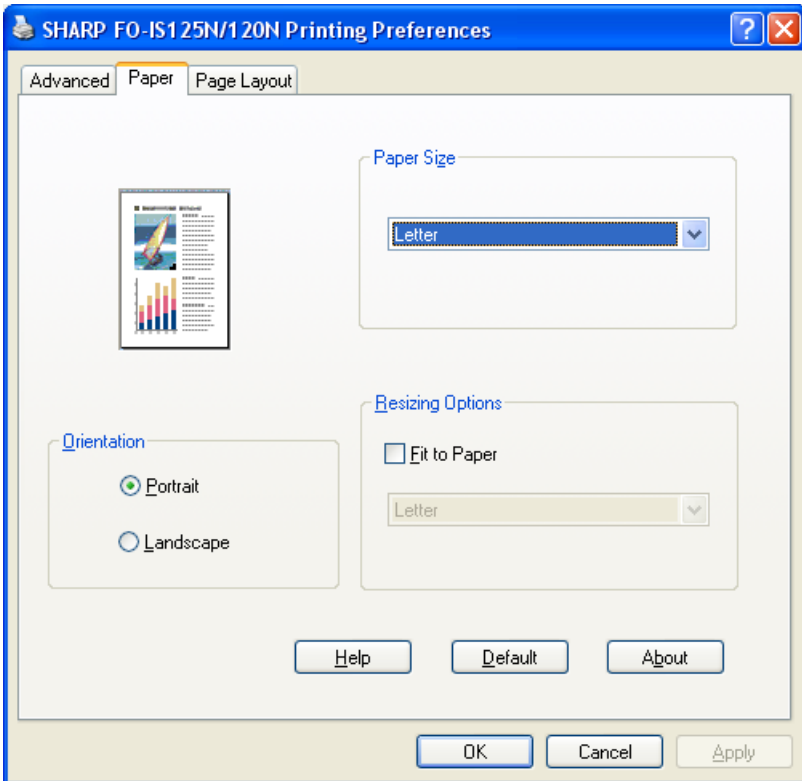 SHARP FO-IS125N/120N Printing Preferences
Advanced Paper Page Layout
Paper Size
Letter
Resizing Options
Fit to Paper
Letter
Orientation
Portrait
Landscape
Help Default About
OK Cancel Apply